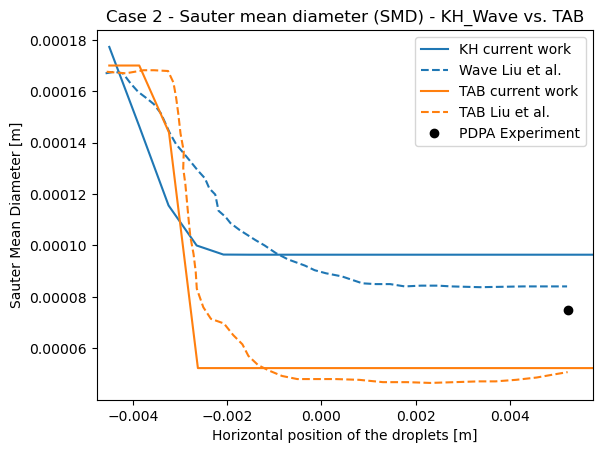 Case 2 - Sauter mean diameter (SMD) - KH_Wave vs. TAB
KH current work
Wave Liu et al.
TAB current work
TAB Liu et al.
PDPA Experiment
Sauter Mean Diameter [m]
0.00018
0.00016
0.00014
0.00012
0.00010
0.00008
0.00006
−0.004 −0.002 0.000 0.002 0.004
Horizontal position of the droplets [m]